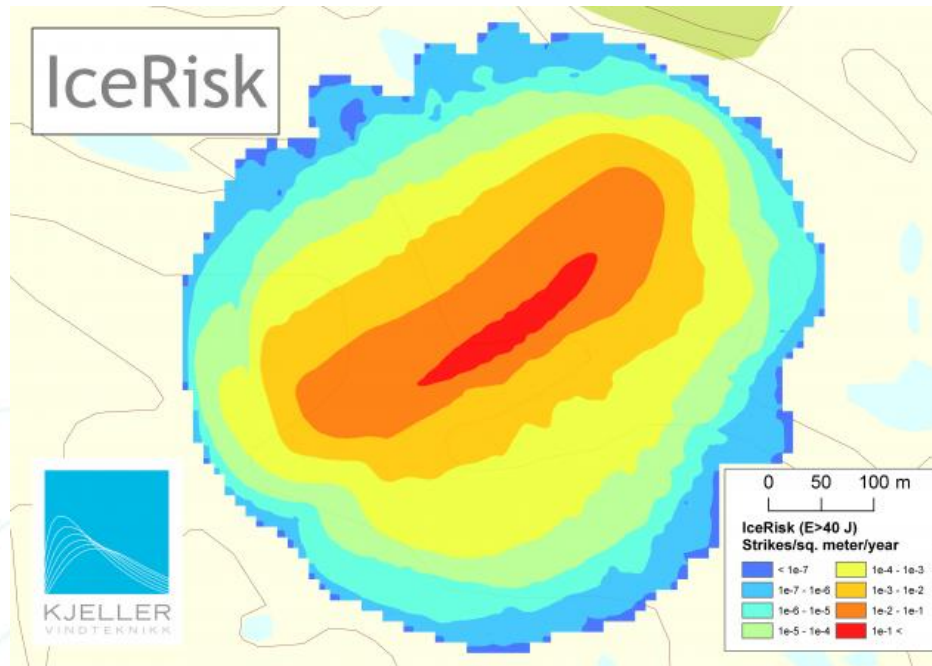 IceRisk
KJELLER
VINDTEKNIKK
0 50 100 m
IceRisk (E>40 J)
Strikes/sq. meter/year
< 1e-7
1e-7 - 1e-6
1e-6 - 1e-5
1e-5 - 1e-4
1e-4 - 1e-3
1e-3 - 1e-2
1e-2 - 1e-1
1e-1 <